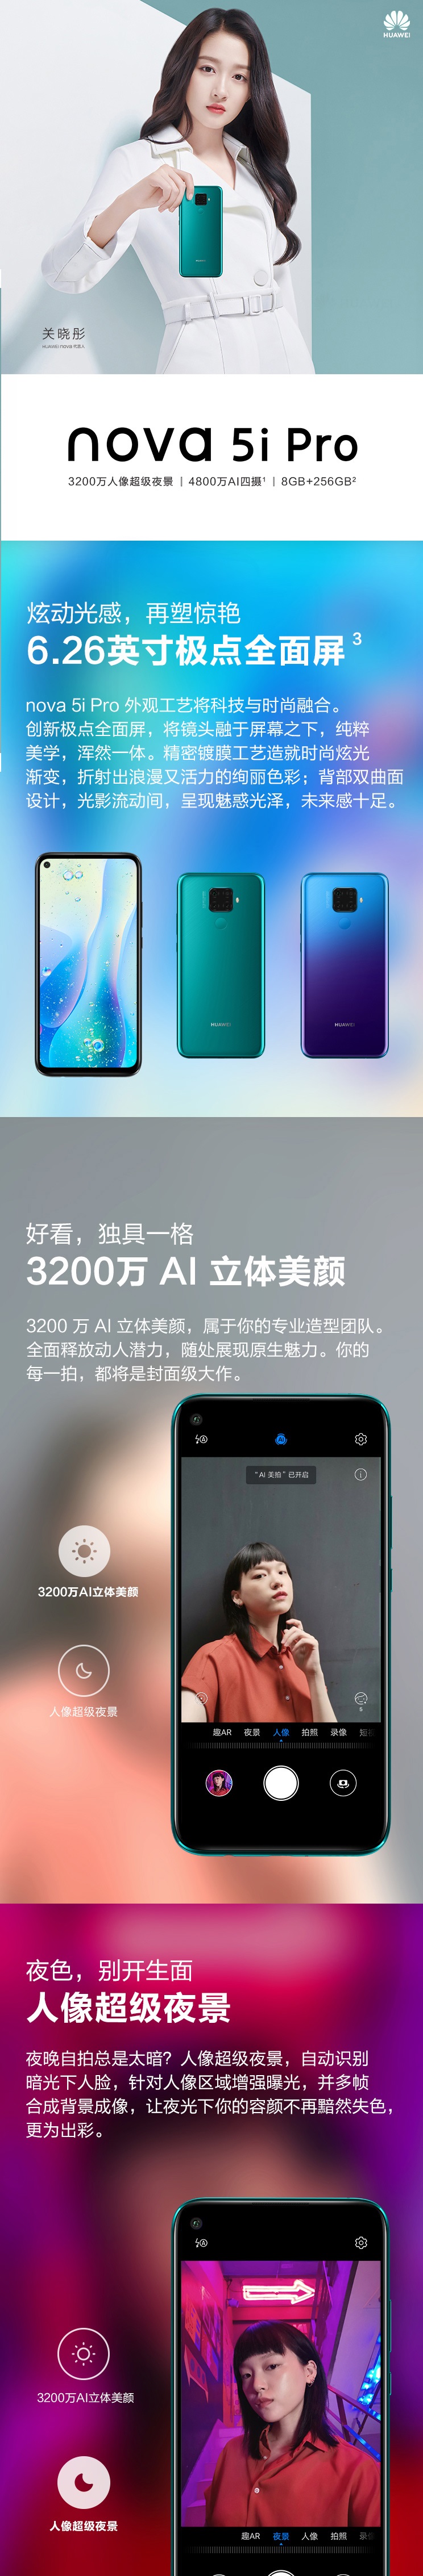 HUAWEI
关晓彤
HUAWEI nova 代言人
nova 5i Pro
3200万人像超级夜景 | 4800万AI四摄¹ | 8GB+256GB²
炫动光感，再塑惊艳
6.26英寸极点全面屏³
nova 5i Pro 外观工艺将科技与时尚融合。
创新极点全面屏，将镜头融于屏幕之下，纯粹
美学，浑然一体。精密镀膜工艺造就时尚炫光
渐变，折射出浪漫又活力的绚丽色彩；背部双曲面
设计，光影流动间，呈现魅惑光泽，未来感十足。
HUAWEI
HUAWEI
好看，独具一格
3200万 AI 立体美颜
3200 万 AI 立体美颜，属于你的专业造型团队。
全面释放动人潜力，随处展现原生魅力。你的
每一拍，都将是封面级大作。
“AI 美拍”已开启
3200万AI立体美颜
人像超级夜景
5
趣AR 夜景 人像 拍照 录像 短视
夜色，别开生面
人像超级夜景
夜晚自拍总是太暗？人像超级夜景，自动识别
暗光下人脸，针对人像区域增强曝光，并多帧
合成背景成像，让夜光下你的容颜不再黯然失色，
更为出彩。
3200万AI立体美颜
人像超级夜景
趣AR 夜景 人像 拍照 录像